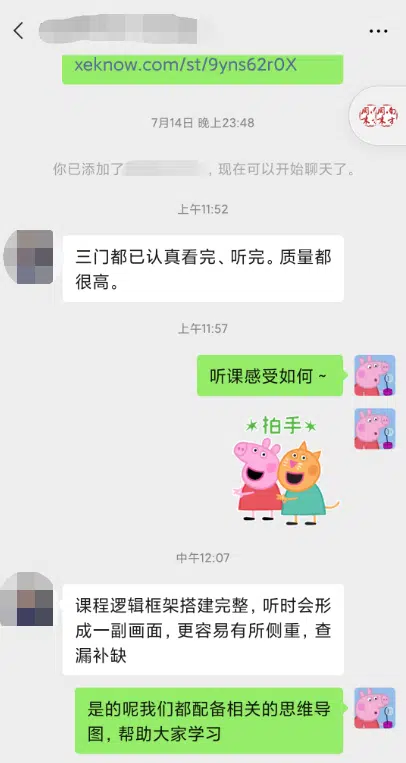 xeknow.com/st/9yns62r0X
7月14日 晚上23:48
你已添加了
，现在可以开始聊天了。
上午11:52
三门都已认真看完、听完。质量都
很高。
上午11:57
听课感受如何~
拍手
中午12:07
课程逻辑框架搭建完整，听时会形
成一副画面，更容易有所侧重，查
漏补缺
是的呢我们都配备相关的思维导
图，帮助大家学习